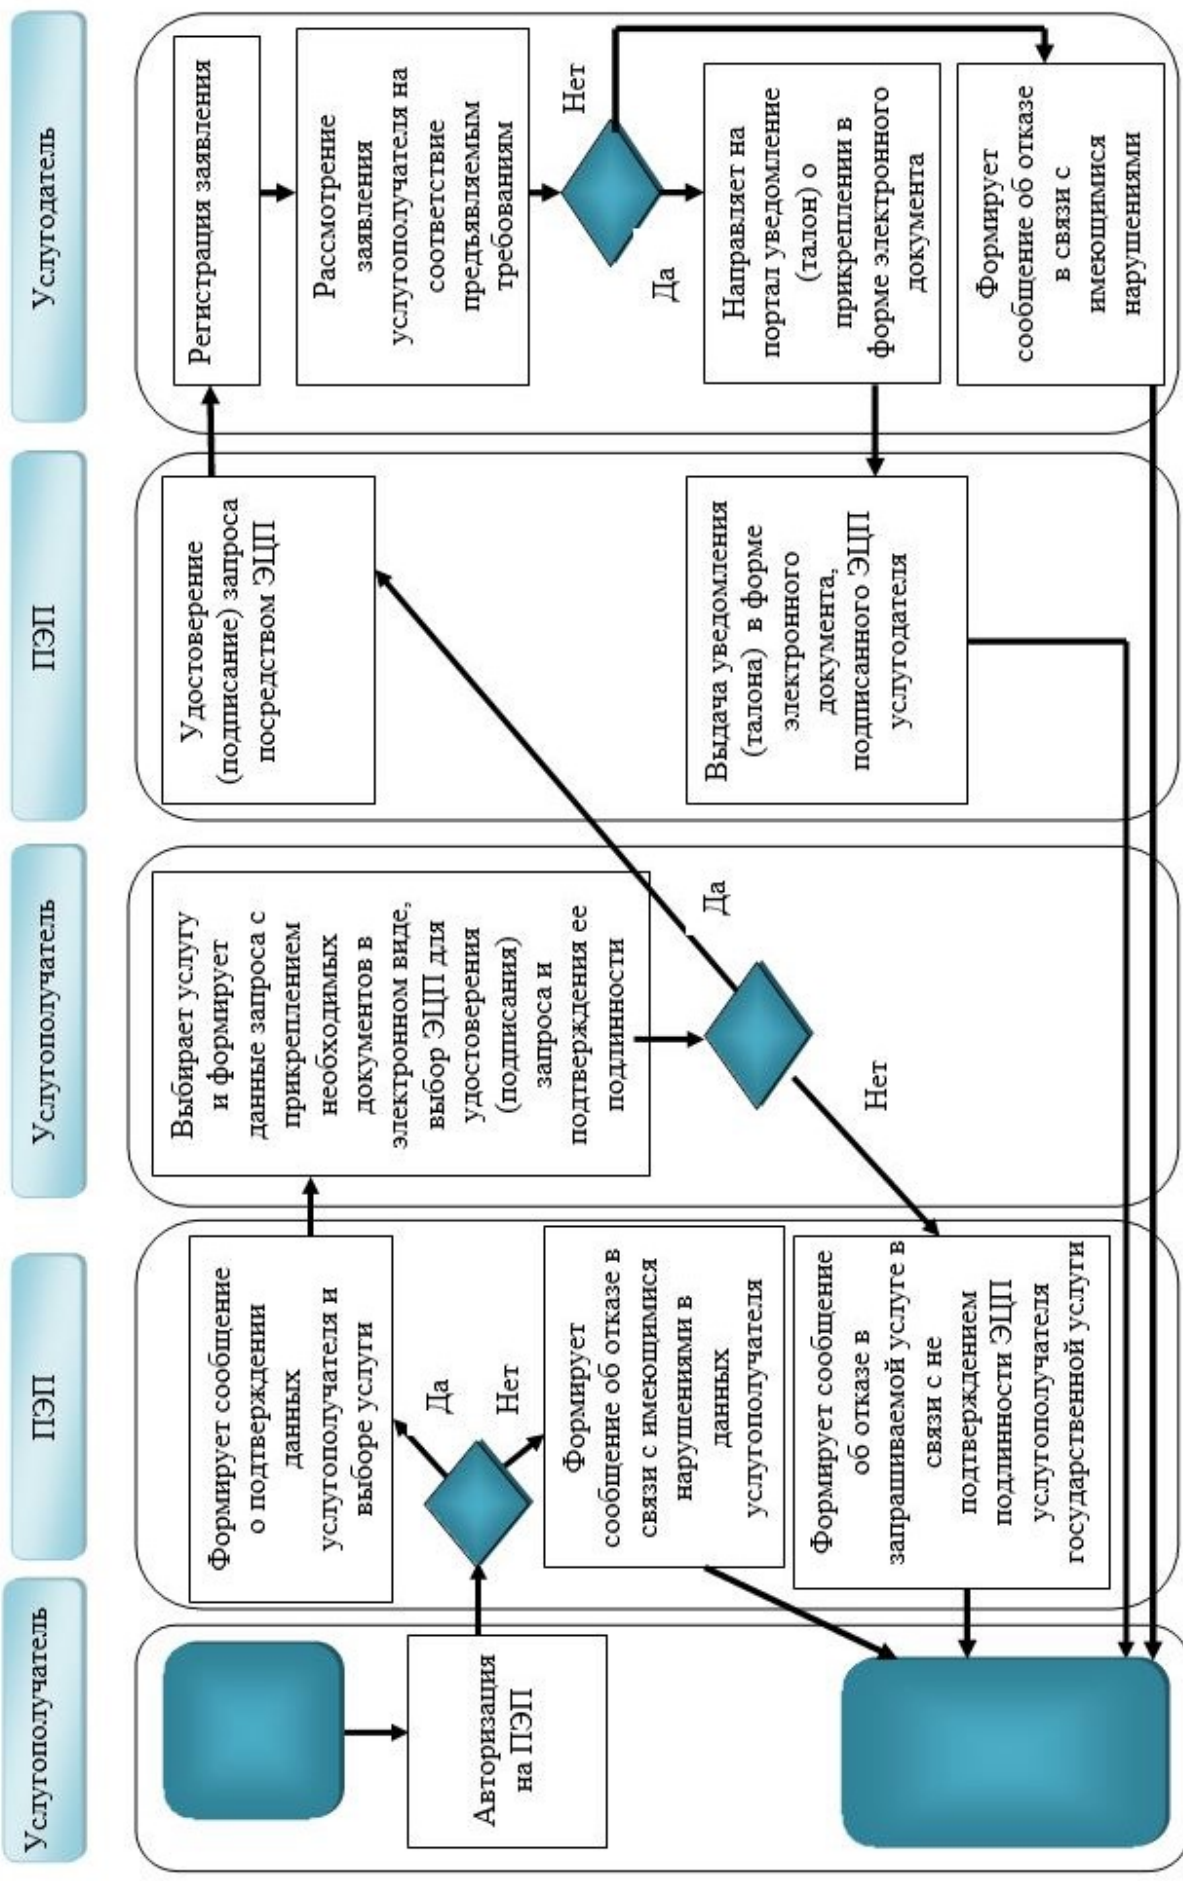 Услугополучатель
ПЭП
Услугополучатель
ПЭП
Услугодатель
Авторизация
на ПЭП
Формирует сообщение
о подтверждении
данных
услугополучателя и
выборе услуги
Да
Нет
Формирует
сообщение об отказе в
связи с имеющимися
нарушениями в
данных
услугополучателя
Формирует сообщение
об отказе в
запрашиваемой услуге в
связи с не
подтверждением
подлинности ЭЦП
услугополучателя
государственной услуги
Выбирает услугу
и формирует
данные запроса с
прикреплением
необходимых
документов в
электронном виде,
выбор ЭЦП для
удостоверения
(подписания)
запроса и
подтверждения ее
подлинности
Да
Нет
Удостоверение
(подписание) запроса
посредством ЭЦП
Выдача уведомления
(талона) в форме
электронного
документа,
подписанного ЭЦП
услугодателя
Регистрация заявления
Рассмотрение
заявления
услугополучателя на
соответствие
предъявляемым
требованиям
Нет
Да
Направляет на
портал уведомление
(талон) о
прикреплении в
форме электронного
документа
Формирует
сообщение об отказе
в связи с
имеющимися
нарушениями